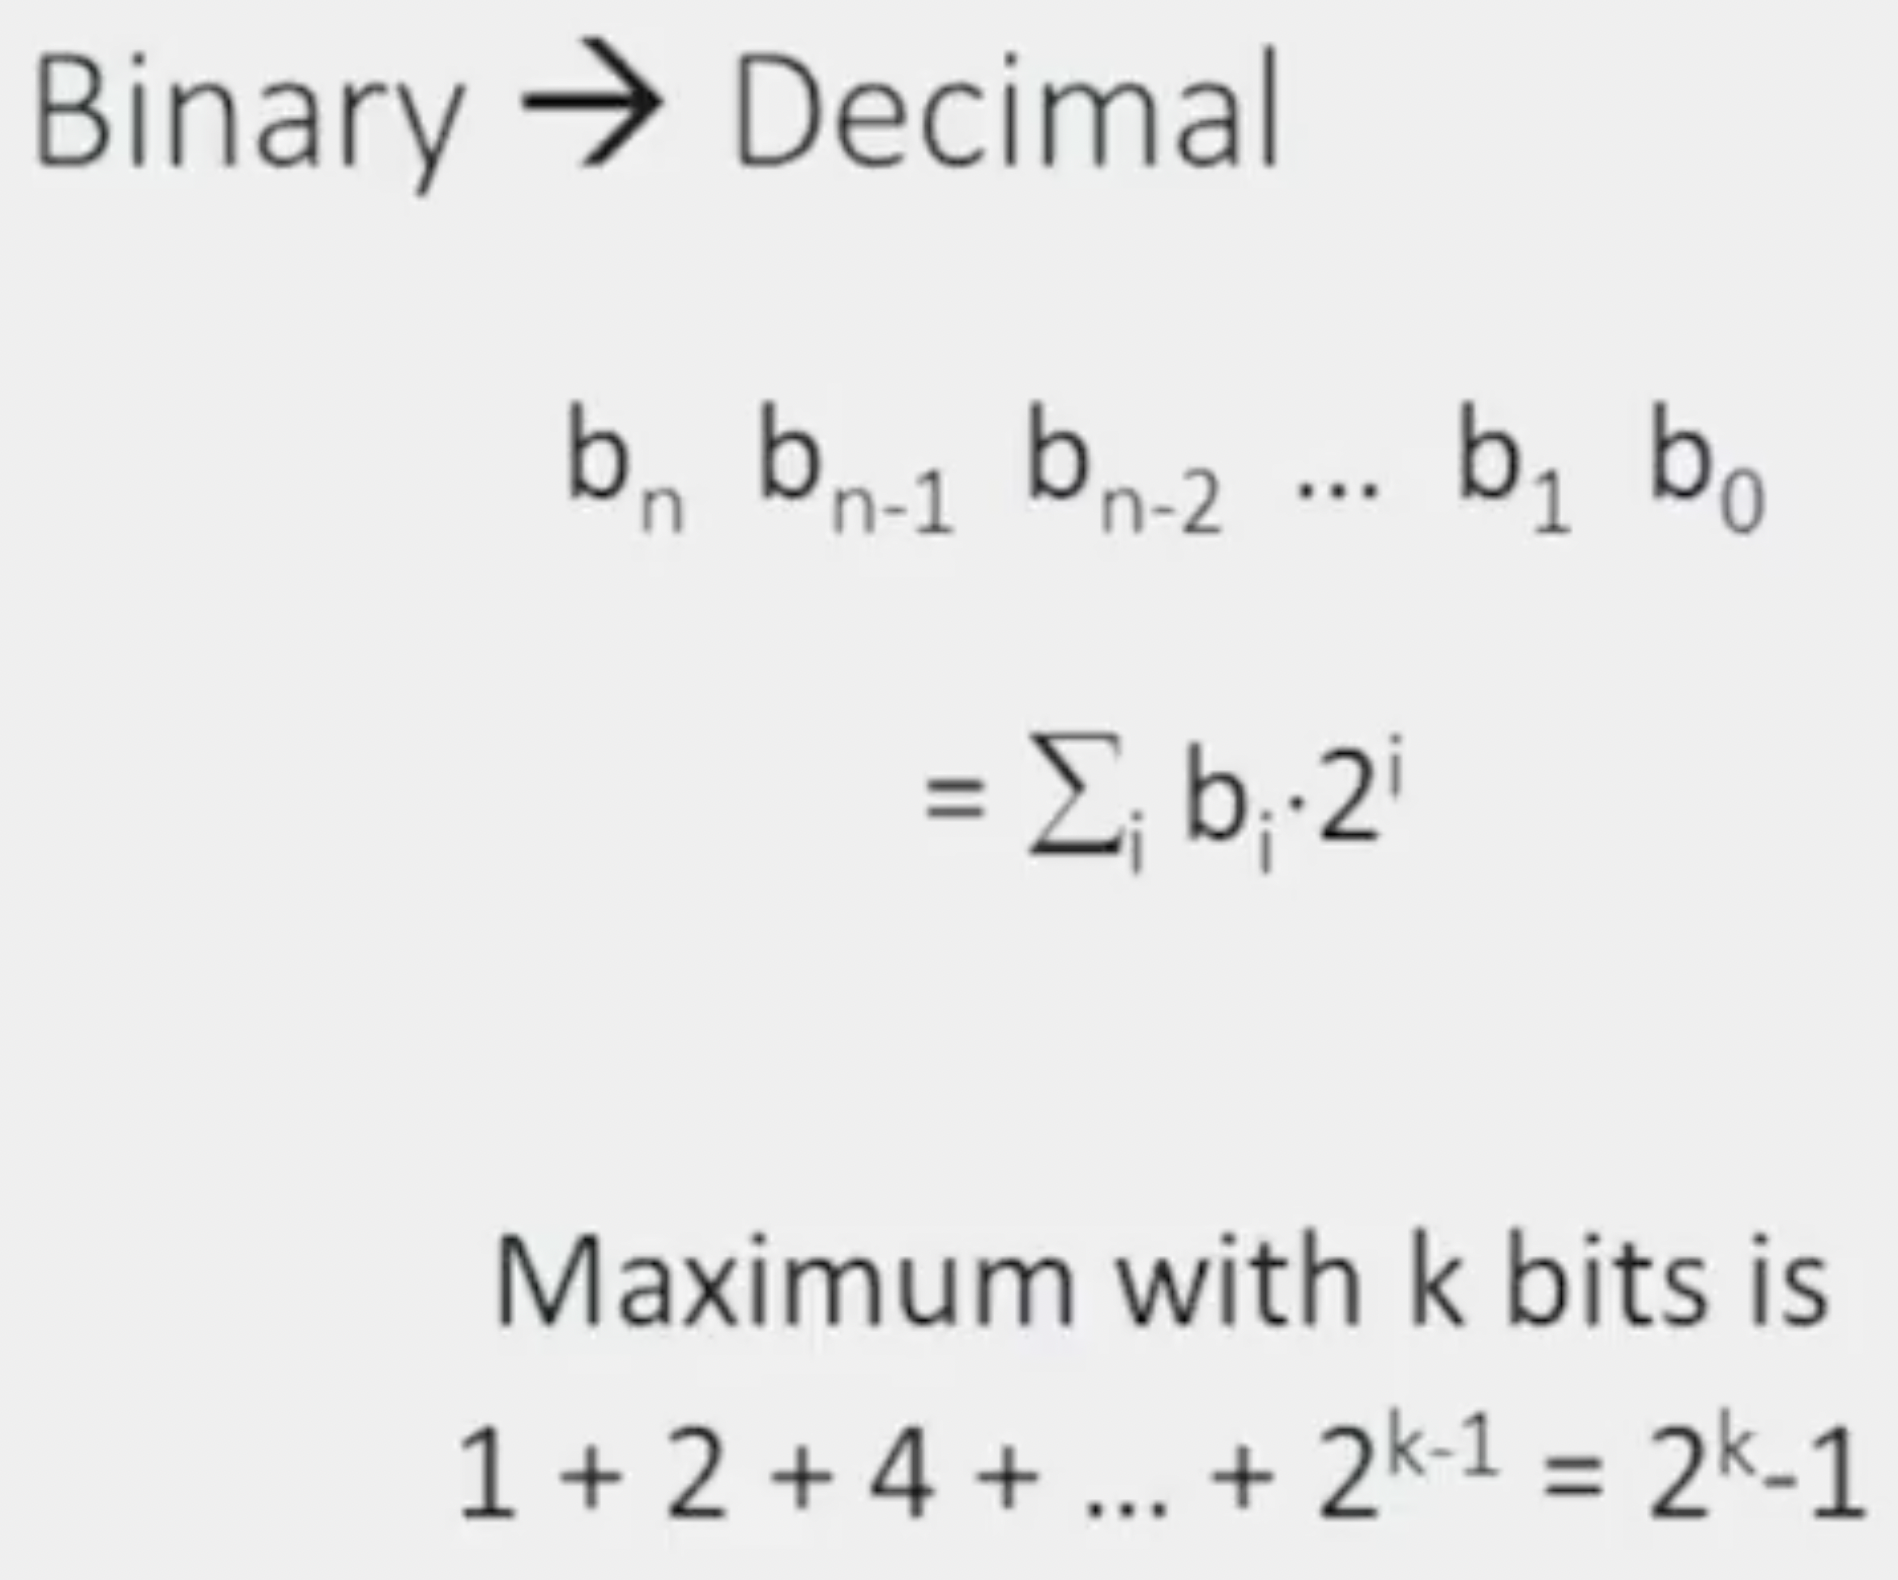 Binary → Decimal
bₙ bₙ₋₁ bₙ₋₂ ... b₁ b₀
= ∑ᵢ bᵢ·2ⁱ
Maximum with k bits is
1 + 2 + 4 + ... + 2ᵏ⁻¹ = 2ᵏ-1